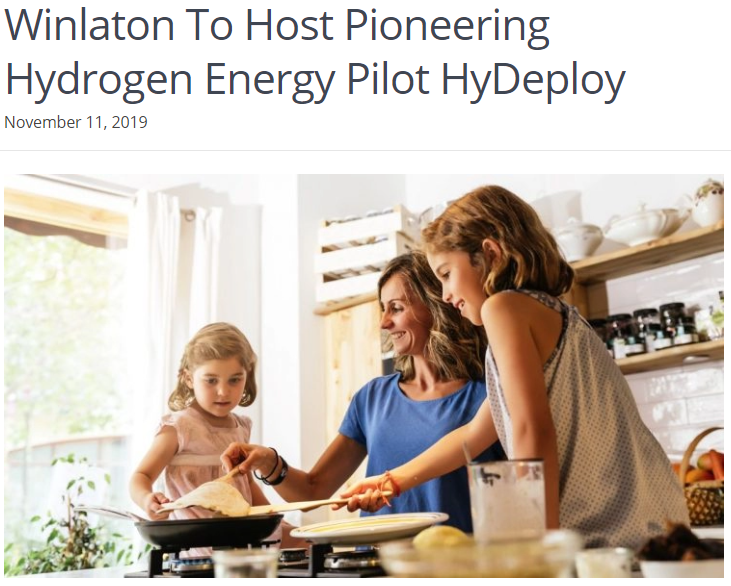 Winlaton To Host Pioneering
Hydrogen Energy Pilot HyDeploy
November 11, 2019